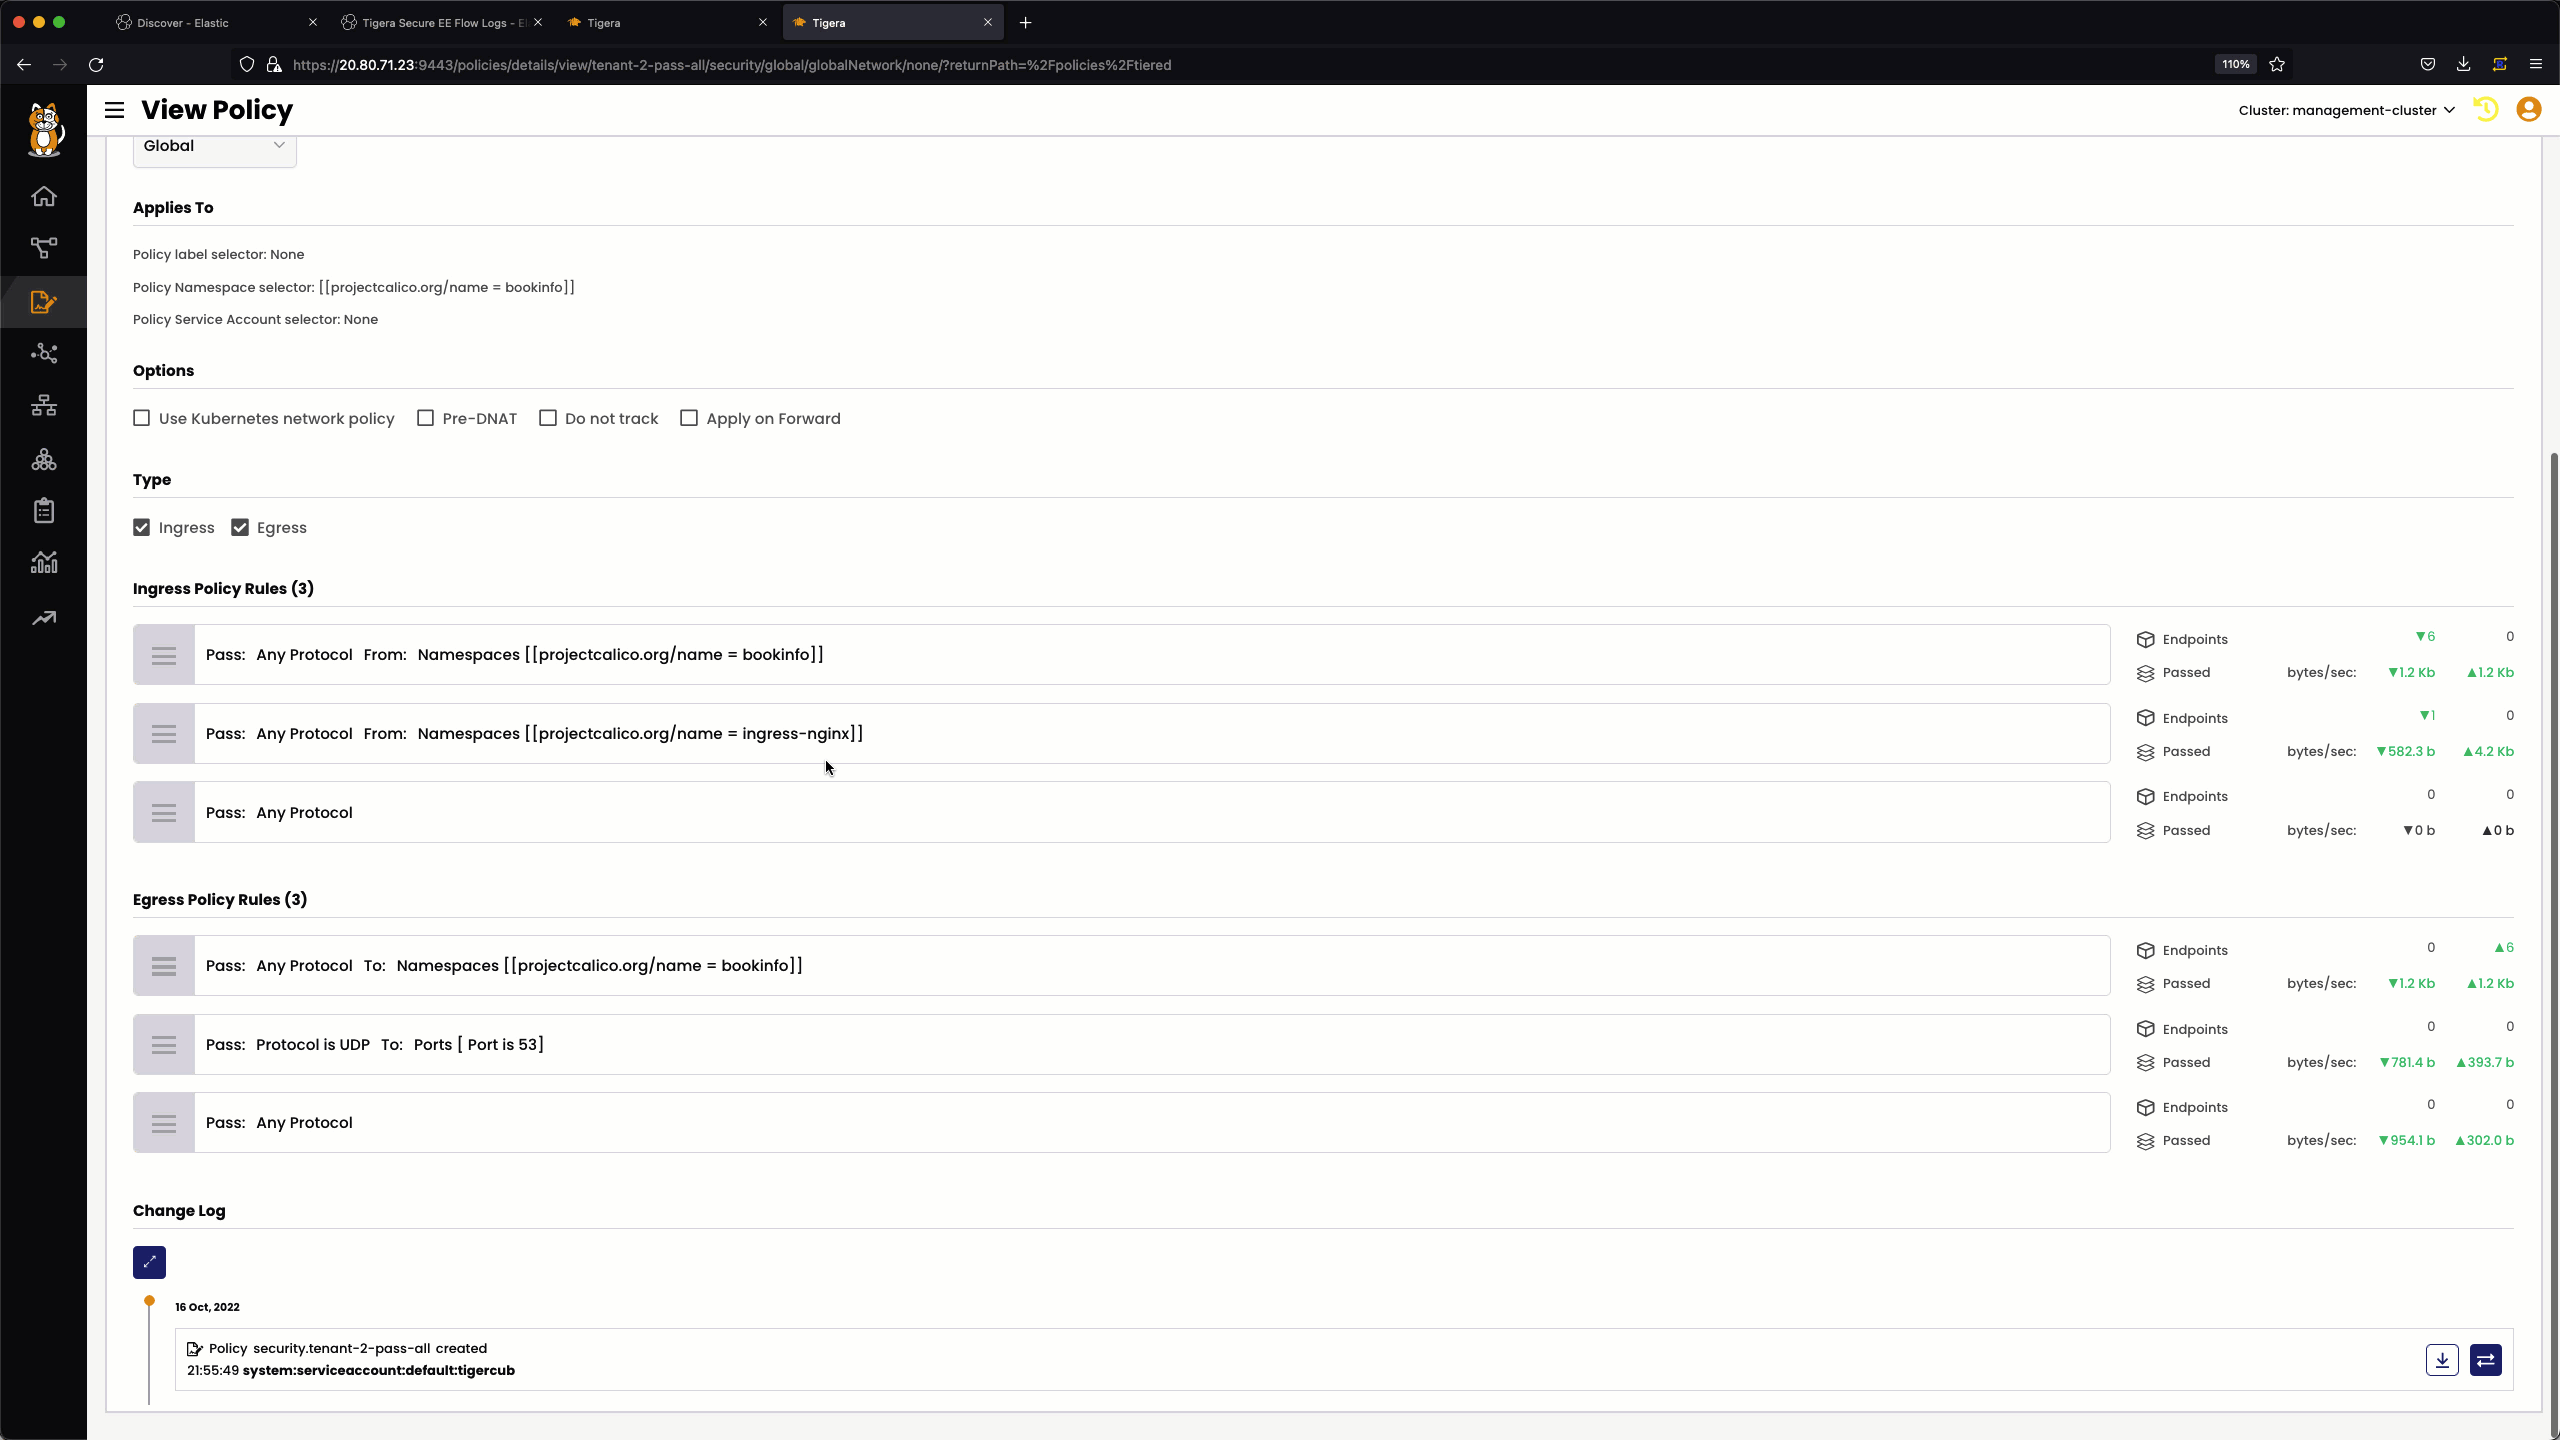 Discover - Elastic
Tigera Secure EE Flow Logs - El
Tigera
Tigera
https://20.80.71.23:9443/policies/details/view/tenant-2-pass-all/security/global/globalNetwork/none/?returnPath=%2Fpolicies%2Ftiered
110%
View Policy
Cluster: management-cluster
Global
Applies To
Policy label selector: None
Policy Namespace selector: [[projectcalico.org/name = bookinfo]]
Policy Service Account selector: None
Options
Use Kubernetes network policy Pre-DNAT Do not track Apply on Forward
Type
Ingress Egress
Ingress Policy Rules (3)
Pass: Any Protocol From: Namespaces [[projectcalico.org/name = bookinfo]]
Endpoints ▼6 0
Passed bytes/sec: ▼1.2 Kb ▲1.2 Kb
Pass: Any Protocol From: Namespaces [[projectcalico.org/name = ingress-nginx]]
Endpoints ▼1 0
Passed bytes/sec: ▼582.3 b ▲4.2 Kb
Pass: Any Protocol
Endpoints 0 0
Passed bytes/sec: ▼0 b ▲0 b
Egress Policy Rules (3)
Pass: Any Protocol To: Namespaces [[projectcalico.org/name = bookinfo]]
Endpoints 0 ▲6
Passed bytes/sec: ▼1.2 Kb ▲1.2 Kb
Pass: Protocol is UDP To: Ports [ Port is 53]
Endpoints 0 0
Passed bytes/sec: ▼781.4 b ▲393.7 b
Pass: Any Protocol
Endpoints 0 0
Passed bytes/sec: ▼954.1 b ▲302.0 b
Change Log
16 Oct, 2022
Policy security.tenant-2-pass-all created
21:55:49 system:serviceaccount:default:tigercub